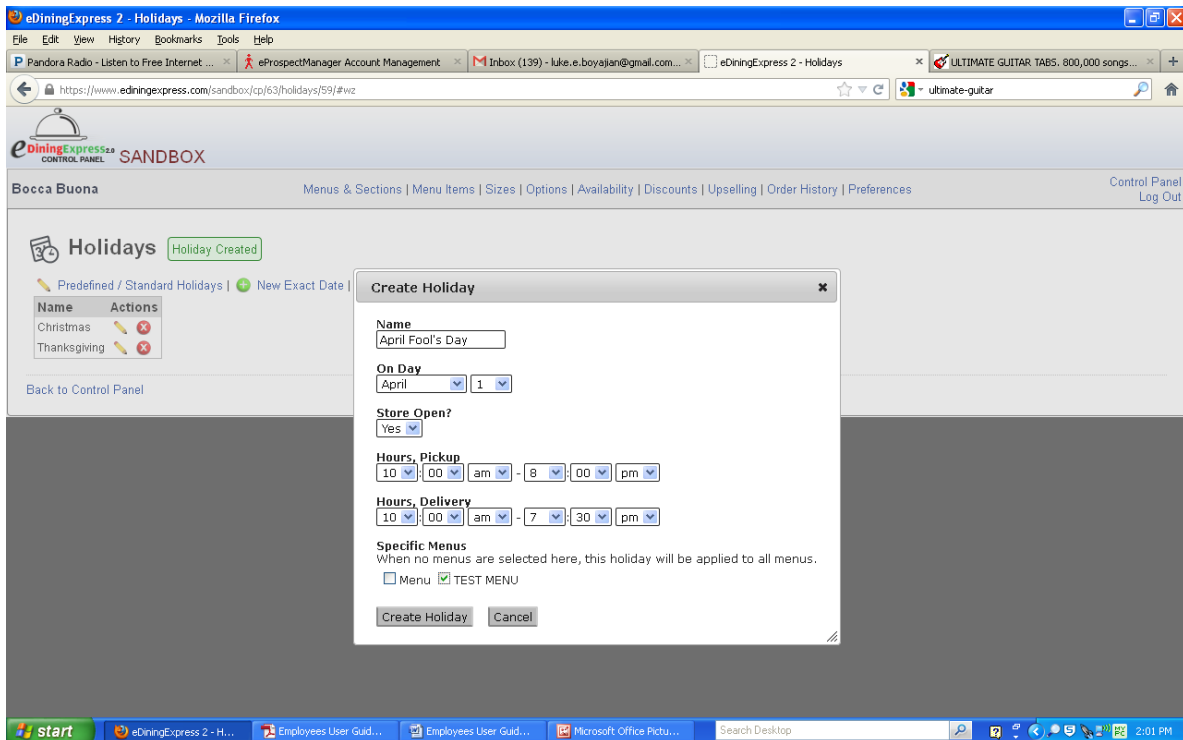 eDiningExpress 2 - Holidays - Mozilla Firefox
File Edit View History Bookmarks Tools Help
Pandora Radio - Listen to Free Internet ... eProspectManager Account Management Inbox (139) - luke.e.boyajian@gmail.com... eDiningExpress 2 - Holidays ULTIMATE GUITAR TABS. 800,000 songs...
https://www.ediningexpress.com/sandbox/cp/63/holidays/59/#wz ultimate-guitar
eDiningExpress2.0
CONTROL PANEL SANDBOX
Bocca Buona Menus & Sections | Menu Items | Sizes | Options | Availability | Discounts | Upselling | Order History | Preferences Control Panel
Log Out
Holidays Holiday Created
Predefined / Standard Holidays | New Exact Date |
Name Actions
Christmas
Thanksgiving
Back to Control Panel
Create Holiday
Name
April Fool's Day
On Day
April 1
Store Open?
Yes
Hours, Pickup
10 : 00 am - 8 : 00 pm
Hours, Delivery
10 : 00 am - 7 : 30 pm
Specific Menus
When no menus are selected here, this holiday will be applied to all menus.
Menu TEST MENU
Create Holiday Cancel
start eDiningExpress 2 - H... Employees User Guid... Employees User Guid... Microsoft Office Pictu... Search Desktop 2:01 PM